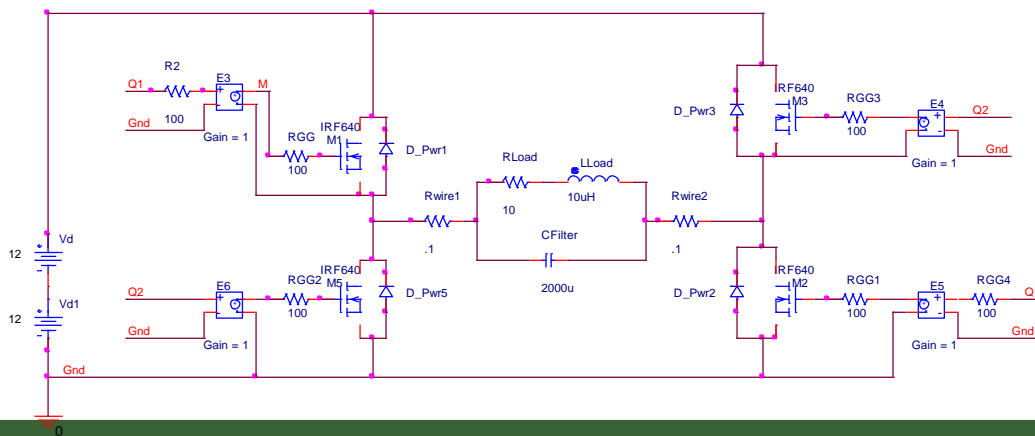 R2
E3
Q1
M
100
Gnd
Gain = 1
RGG
100
IRF640
M1
D_Pwr1
D_Pwr3
IRF640
M3
RGG3
100
E4
Q2
Gnd
Gain = 1
RLoad
10
LLoad
10uH
Rwire1
.1
Rwire2
.1
CFilter
2000u
Vd
12
Vd1
12
Q2
Gnd
E6
Gain = 1
RGG2
100
IRF640
M5
D_Pwr5
D_Pwr2
IRF640
M2
RGG1
100
E5
Gain = 1
RGG4
100
Q
Gnd
Gnd
0